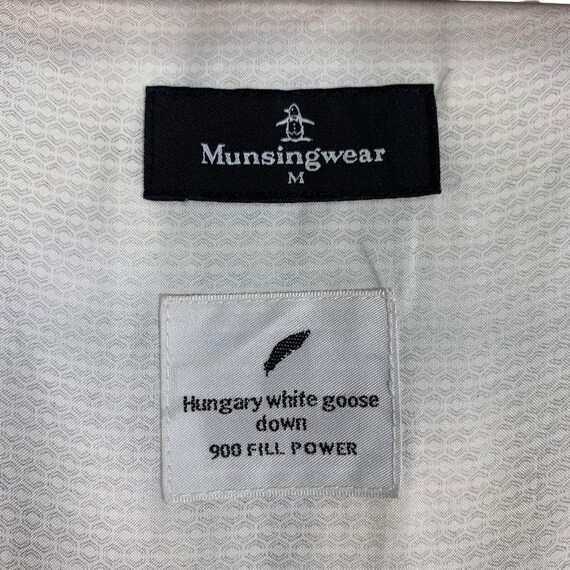 Munsingwear
M
Hungary white goose
down
900 FILL POWER